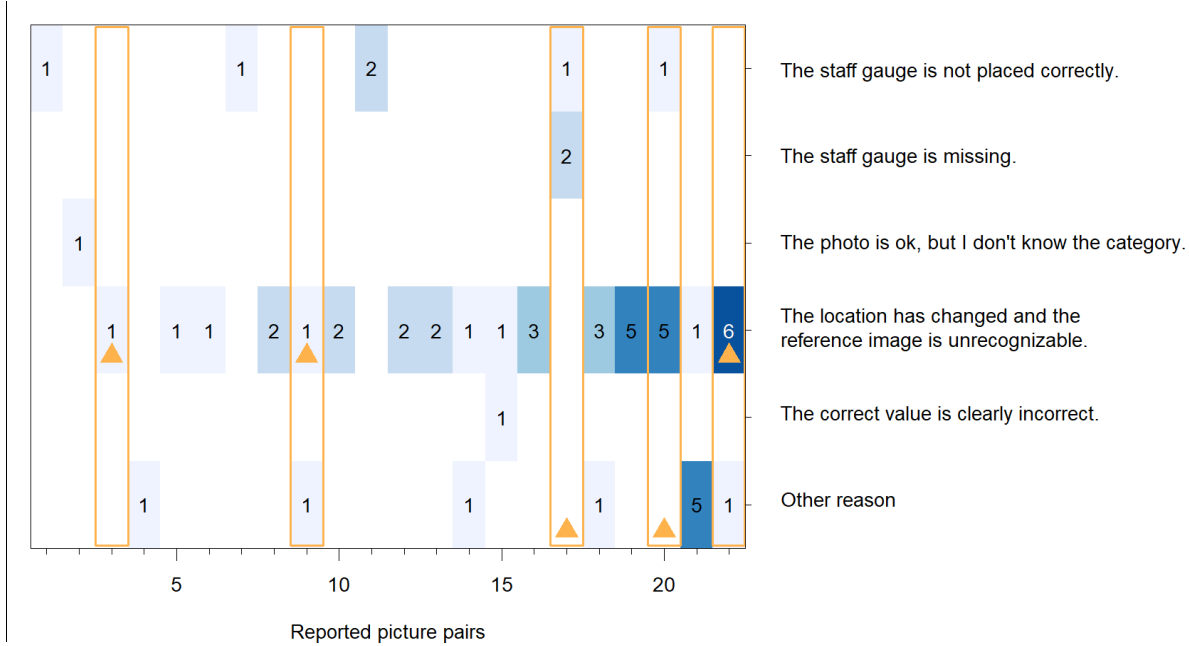 1 1 2 1 1 The staff gauge is not placed correctly.
2 The staff gauge is missing.
1 The photo is ok, but I don't know the category.
1 1 1 2 1 2 2 2 1 1 3 3 5 5 1 6
The location has changed and the
reference image is unrecognizable.
1 The correct value is clearly incorrect.
1 1 1 1 5 1 Other reason
5 10 15 20
Reported picture pairs